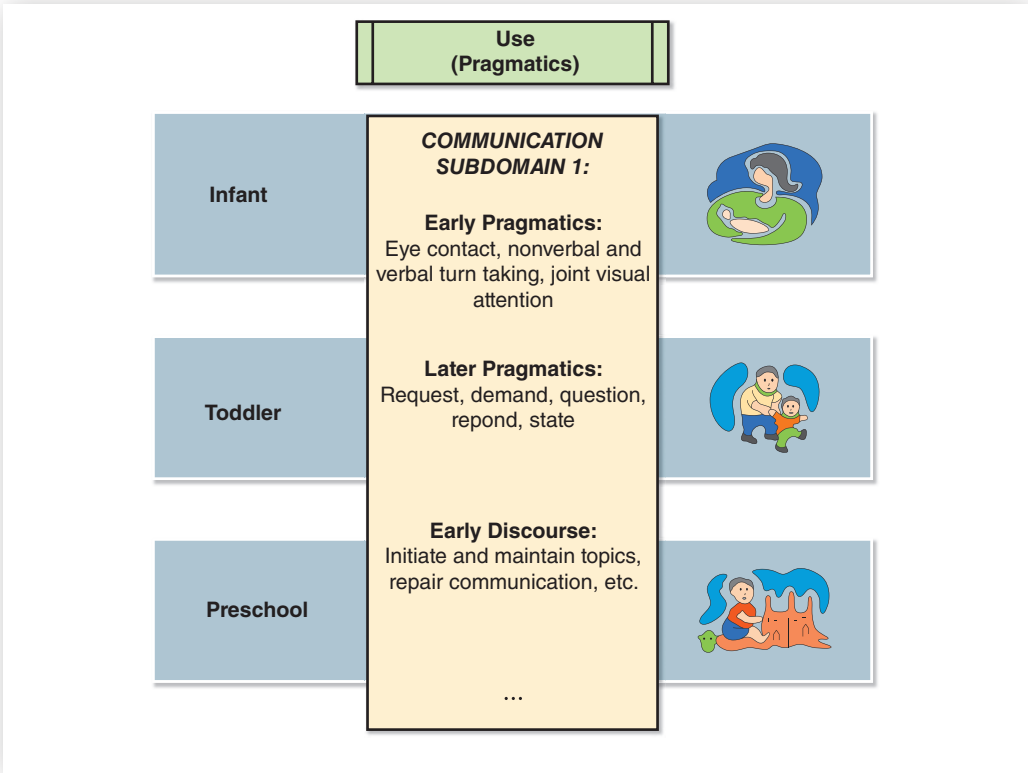 Use
(Pragmatics)
COMMUNICATION
SUBDOMAIN 1:
Infant
Early Pragmatics:
Eye contact, nonverbal and
verbal turn taking, joint visual
attention
Toddler
Later Pragmatics:
Request, demand, question,
repond, state
Preschool
Early Discourse:
Initiate and maintain topics,
repair communication, etc.
...